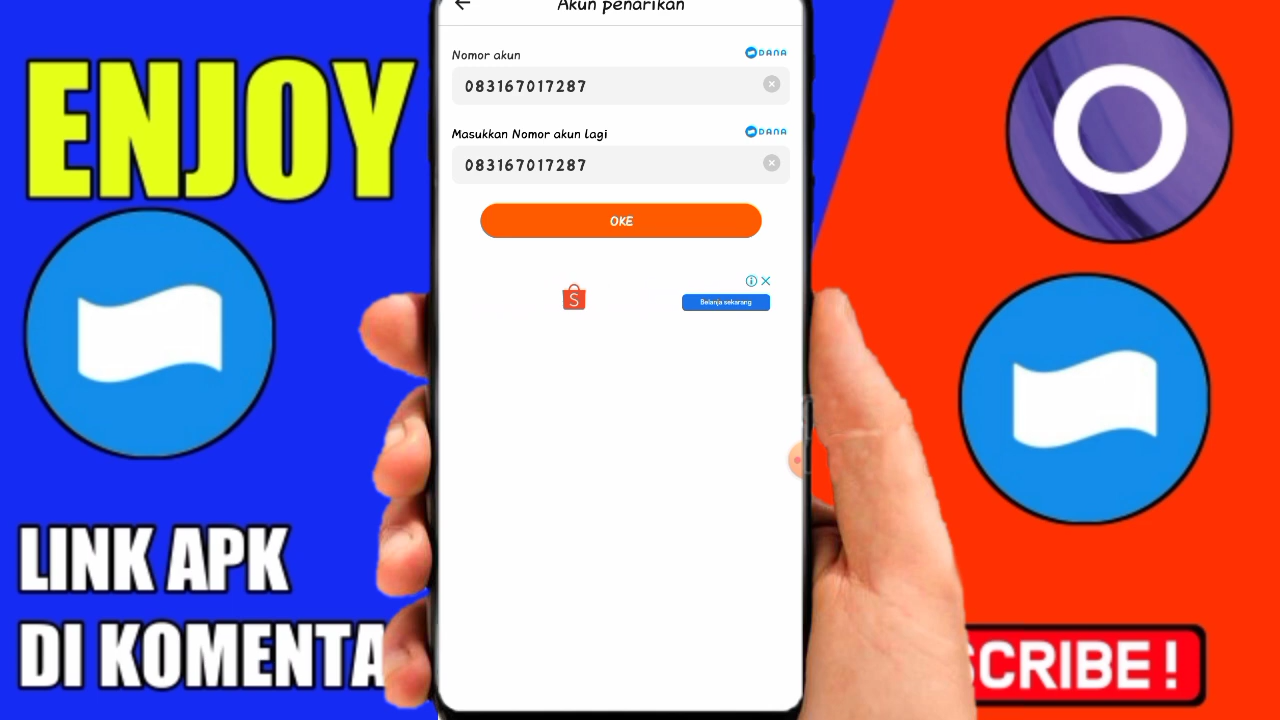 ENJOY
Akun penarikan
Nomor akun
DANA
083167017287
Masukkan Nomor akun lagi
DANA
083167017287
OKE
S
Belanja sekarang
LINK APK
DI KOMENTA
SCRIBE !